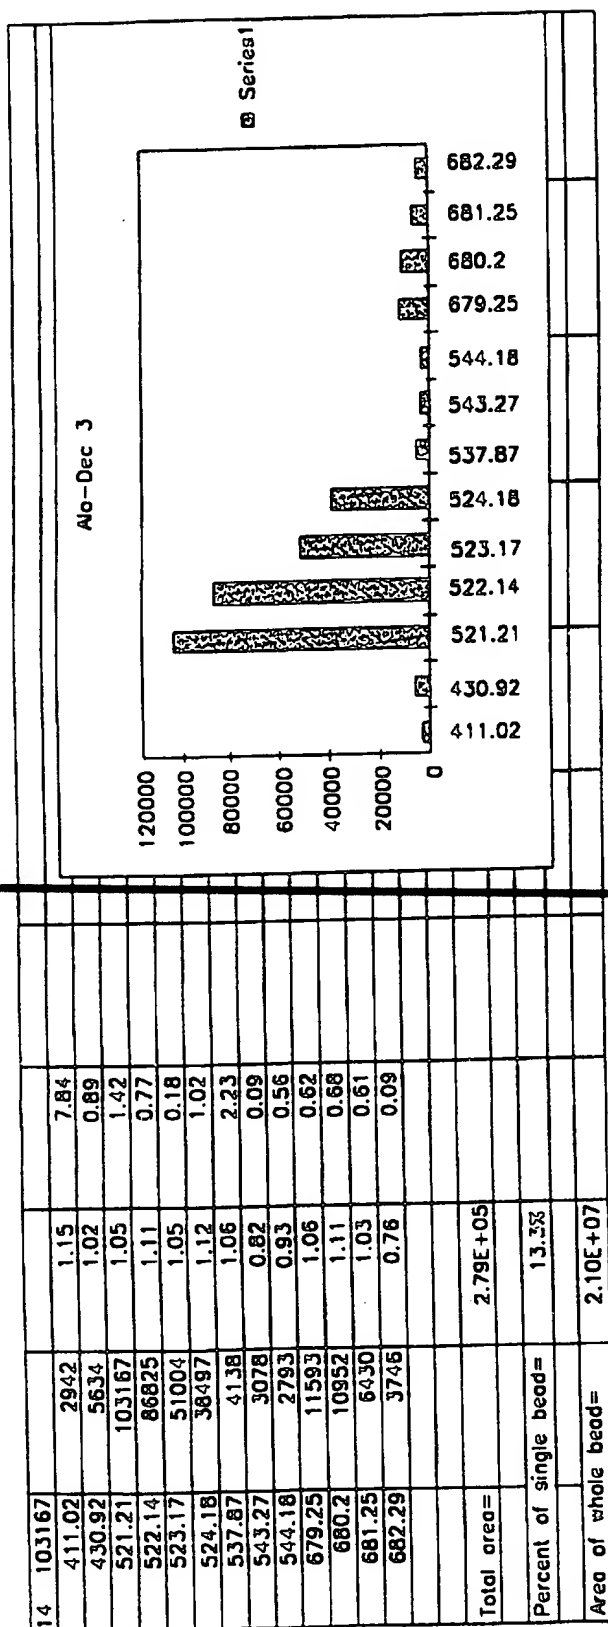 14 103167
411.02 2942 1.15 7.84
430.92 5634 1.02 0.89
521.21 103167 1.05 1.42
522.14 86825 1.11 0.77
523.17 51004 1.05 0.18
524.18 38497 1.12 1.02
537.87 4138 1.06 2.23
543.27 3078 0.82 0.09
544.18 2793 0.93 0.56
679.25 11593 1.06 0.62
680.2 10952 1.11 0.68
681.25 6430 1.03 0.61
682.29 3746 0.76 0.09
Total area= 2.79E+05
Percent of single bead= 13.3%
Area of whole bead= 2.10E+07
Alo-Dec 3
120000
100000
80000
60000
40000
20000
0
411.02 430.92 521.21 522.14 523.17 524.18 537.87 543.27 544.18 679.25 680.2 681.25 682.29
Series1